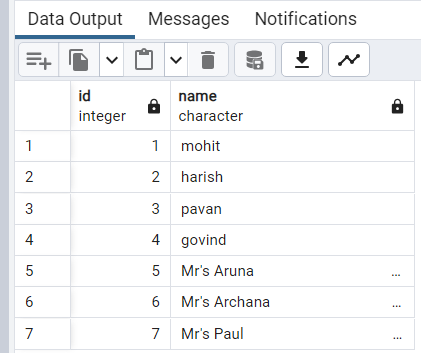 Data Output Messages Notifications
id name
integer character
1 1 mohit
2 2 harish
3 3 pavan
4 4 govind
5 5 Mr's Aruna ...
6 6 Mr's Archana ...
7 7 Mr's Paul ...